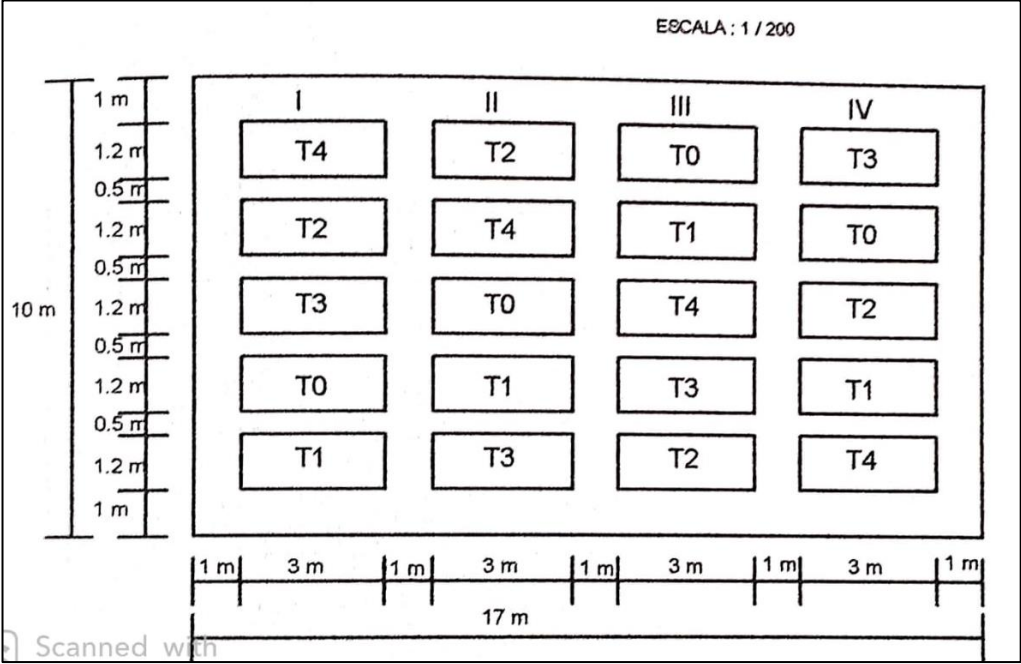 ESCALA : 1 / 200
1 m
I II III IV
1.2 m
T4 T2 T0 T3
0.5 m
1.2 m
T2 T4 T1 T0
0.5 m
10 m
1.2 m
T3 T0 T4 T2
0.5 m
1.2 m
T0 T1 T3 T1
0.5 m
1.2 m
T1 T3 T2 T4
1 m
1 m 3 m 1 m 3 m 1 m 3 m 1 m 3 m 1 m
17 m
Scanned with